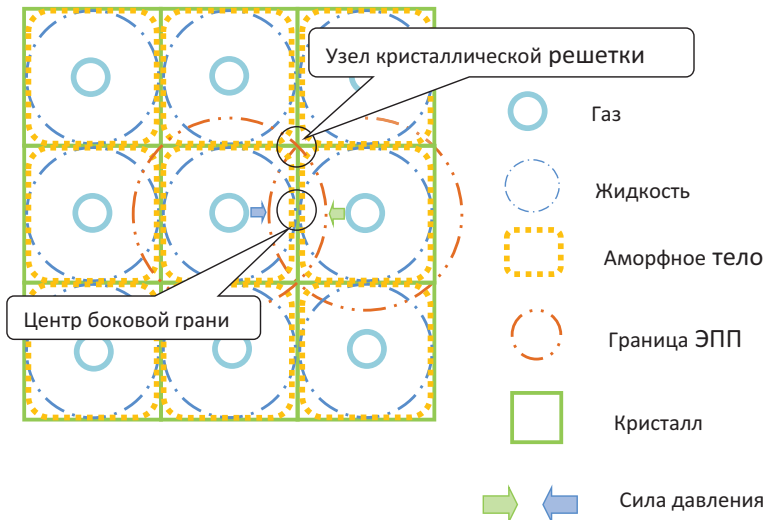 Узел кристаллической решетки
Газ
Жидкость
Аморфное тело
Центр боковой грани
Граница ЭПП
Кристалл
Сила давления